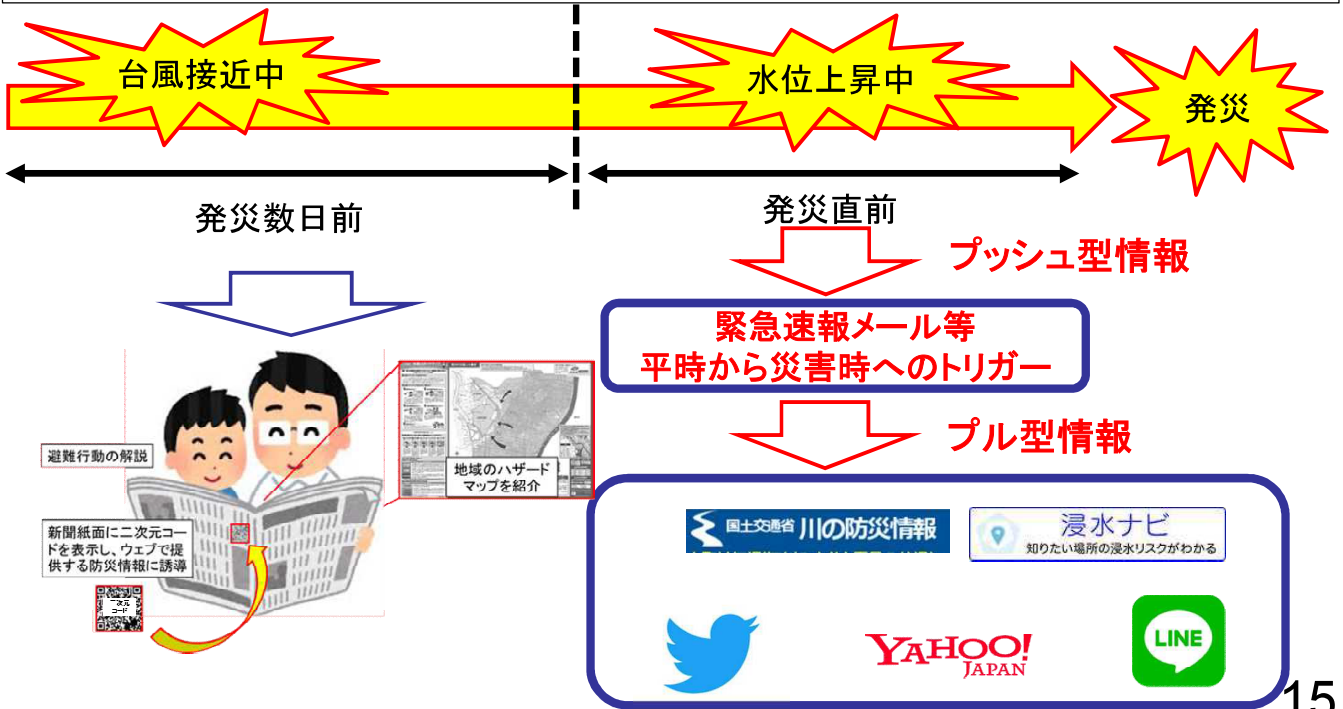 台風接近中
水位上昇中
発災
発災数日前
発災直前
プッシュ型情報
緊急速報メール等
平時から災害時へのトリガー
プル型情報
避難行動の解説
地域のハザード
マップを紹介
新聞紙面に二次元コー
ドを表示し、ウェブで提
供する防災情報に誘導
二次元
コード
国土交通省 川の防災情報
浸水ナビ
知りたい場所の浸水リスクがわかる
YAHOO!
JAPAN
LINE
15